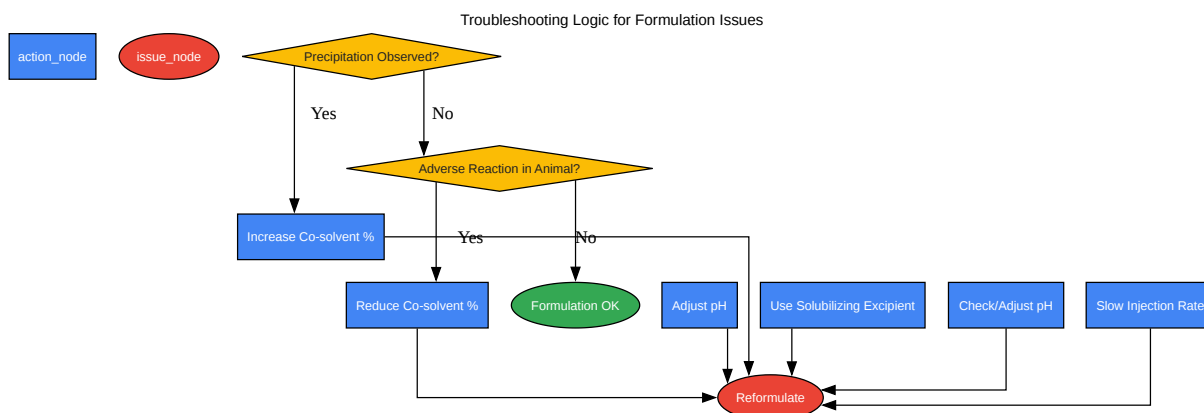 Troubleshooting Logic for Formulation Issues
action_node
issue_node
Precipitation Observed?
Yes
No
Adverse Reaction in Animal?
Increase Co-solvent %
Yes
No
Reduce Co-solvent %
Formulation OK
Adjust pH
Use Solubilizing Excipient
Check/Adjust pH
Slow Injection Rate
Reformulate